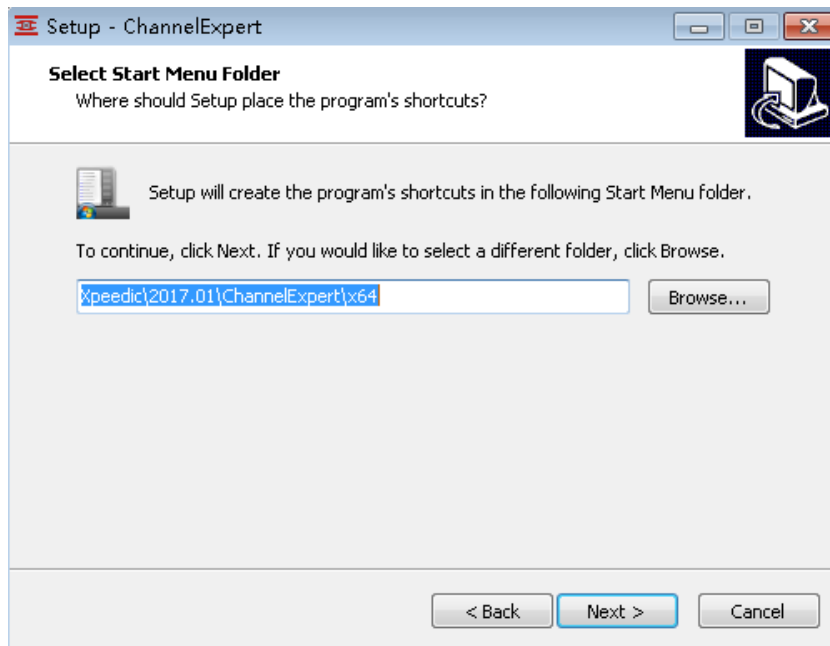 Setup - ChannelExpert
Select Start Menu Folder
Where should Setup place the program's shortcuts?
Setup will create the program's shortcuts in the following Start Menu folder.
To continue, click Next. If you would like to select a different folder, click Browse.
Xpeedic\2017.01\ChannelExpert\x64
Browse...
< Back
Next >
Cancel